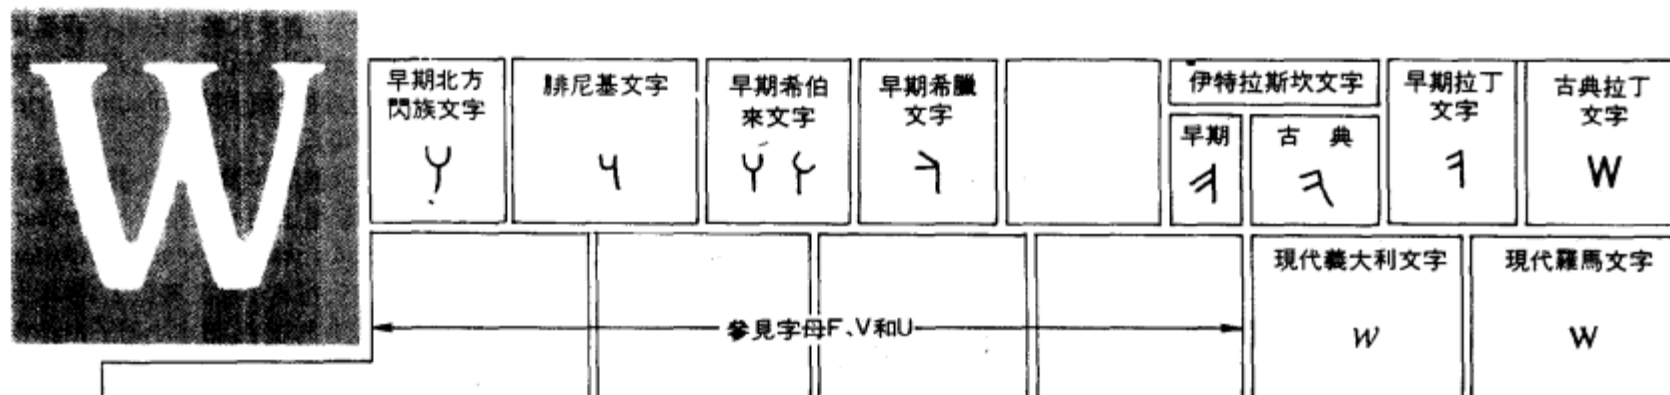 W
早期北方
閃族文字
腓尼基文字
早期希伯
來文字
早期希臘
文字
伊特拉斯坎文字
早期
古典
早期拉丁
文字
古典拉丁
文字
W
參見字母F、V和U
現代義大利文字
w
現代羅馬文字
w